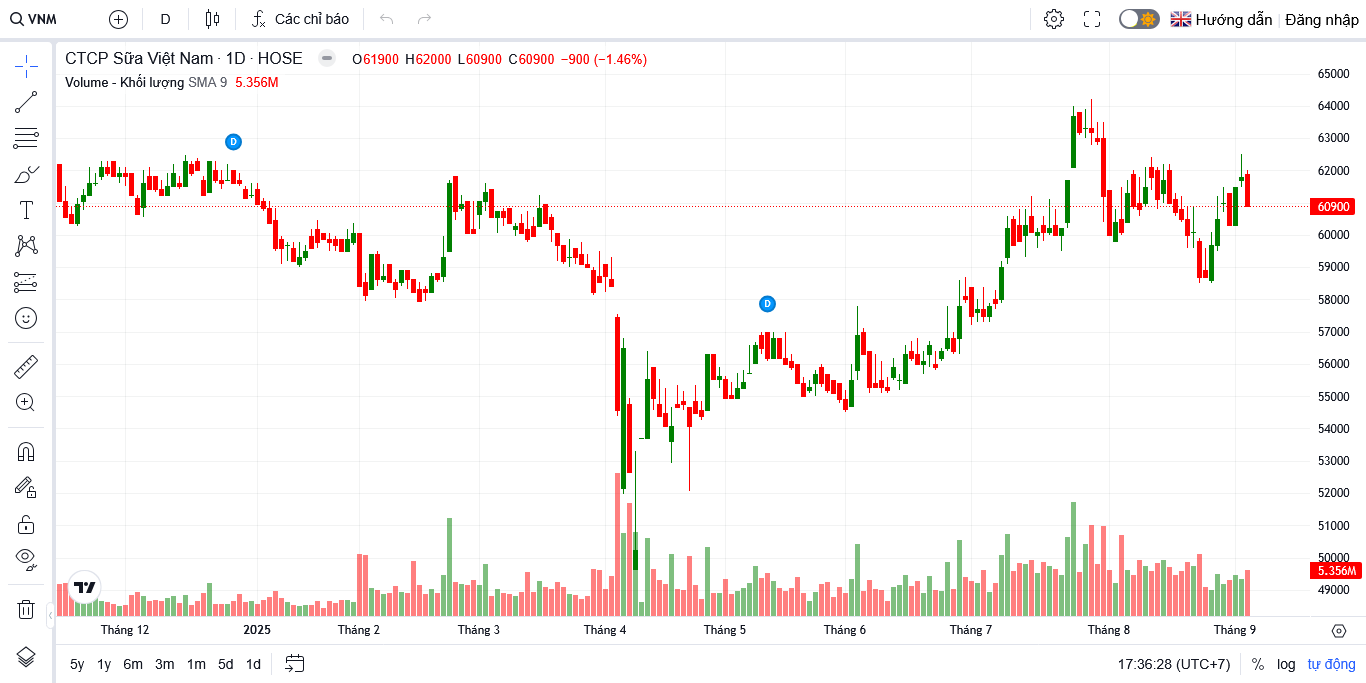 VNM D Các chỉ báo Hướng dẫn Đăng nhập
CTCP Sữa Việt Nam · 1D · HOSE O61900 H62000 L60900 C60900 −900 (−1.46%)
Volume - Khối lượng SMA 9 5.356M
65000
64000
63000
62000
60900
60000
59000
58000
57000
56000
55000
54000
53000
52000
51000
50000
5.356M
49000
D
D
Tháng 12 2025 Tháng 2 Tháng 3 Tháng 4 Tháng 5 Tháng 6 Tháng 7 Tháng 8 Tháng 9
5y 1y 6m 3m 1m 5d 1d 17:36:28 (UTC+7) % log tự động